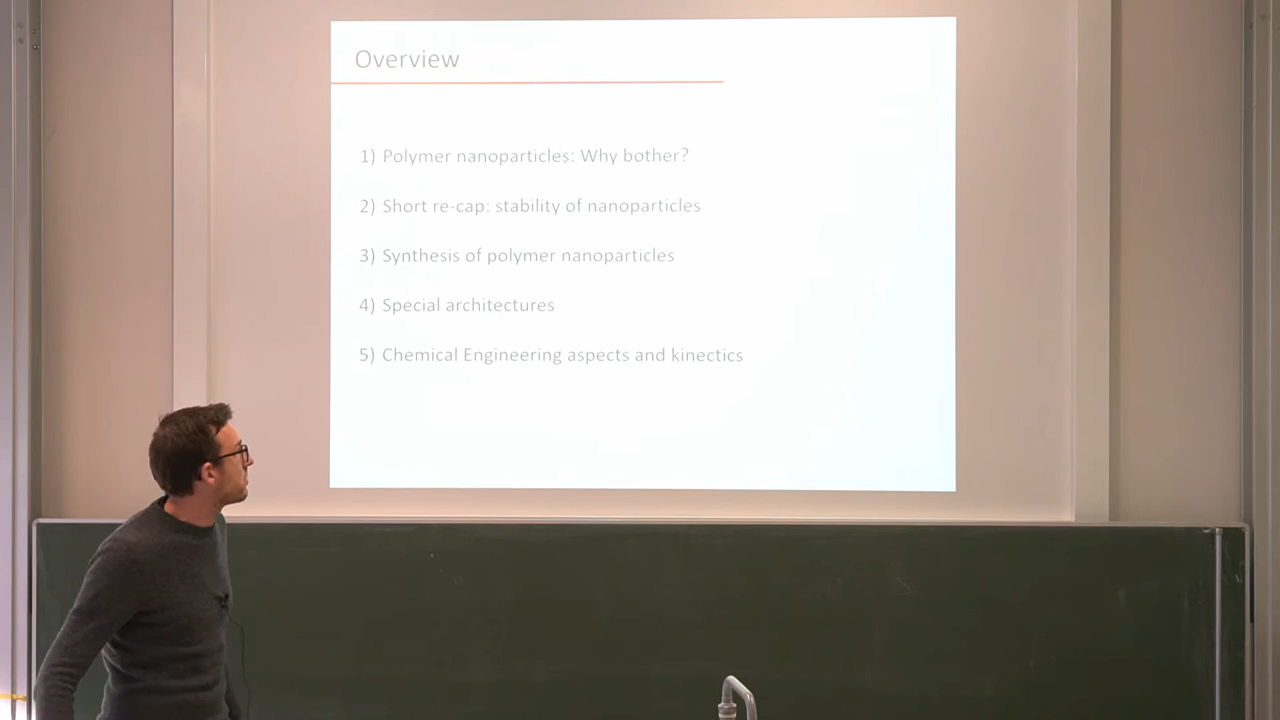 Overview
1) Polymer nanoparticles: Why bother?
2) Short re-cap: stability of nanoparticles
3) Synthesis of polymer nanoparticles
4) Special architectures
5) Chemical Engineering aspects and kinectics